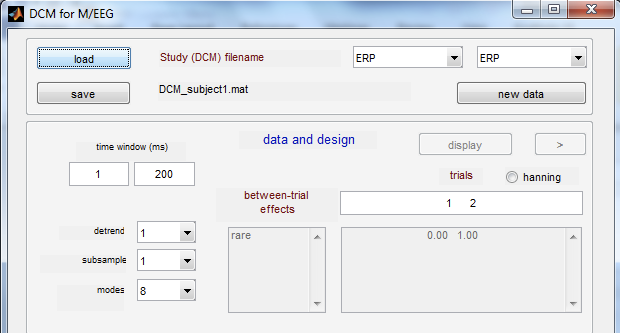 DCM for M/EEG
load Study (DCM) filename ERP ERP
save DCM_subject1.mat new data
data and design
time window (ms) display >
1 200 trials hanning
between-trial
effects 1 2
detrend 1 rare 0.00 1.00
subsample 1
modes 8